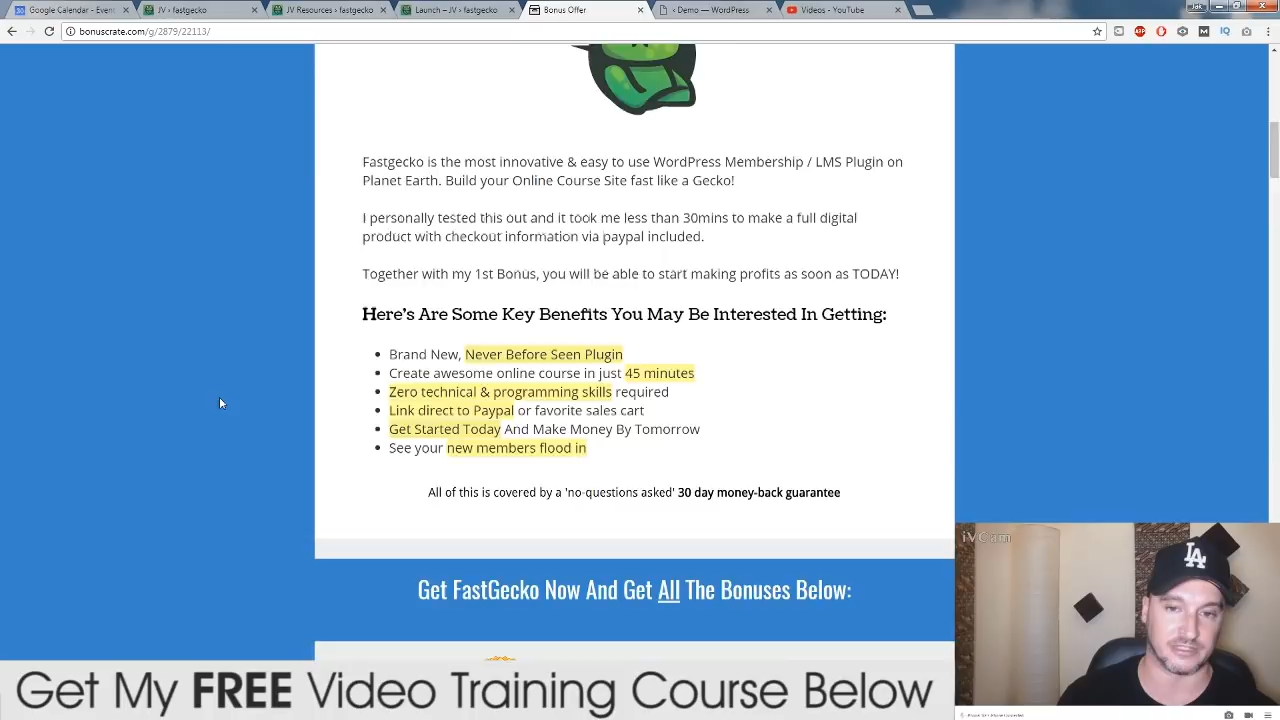 Google Calendar - Event
JV ‹ fastgecko
JV Resources ‹ fastgecko
Launch – JV ‹ fastgecko
Bonus Offer
‹ Demo — WordPress
Videos - YouTube
Jak
bonuscrate.com/g/2879/22113/
Fastgecko is the most innovative & easy to use WordPress Membership / LMS Plugin on
Planet Earth. Build your Online Course Site fast like a Gecko!
I personally tested this out and it took me less than 30mins to make a full digital
product with checkout information via paypal included.
Together with my 1st Bonus, you will be able to start making profits as soon as TODAY!
Here's Are Some Key Benefits You May Be Interested In Getting:
Brand New, Never Before Seen Plugin
Create awesome online course in just 45 minutes
Zero technical & programming skills required
Link direct to Paypal or favorite sales cart
Get Started Today And Make Money By Tomorrow
See your new members flood in
All of this is covered by a 'no-questions asked' 30 day money-back guarantee
iVCam
LA
Get FastGecko Now And Get All The Bonuses Below:
Get My FREE Video Training Course Below